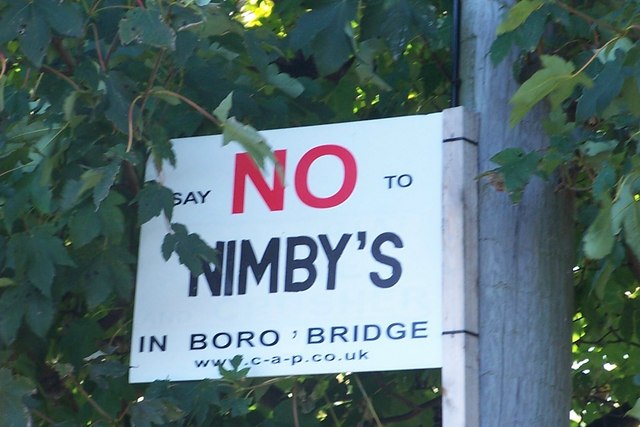 SAY NO TO
NIMBY'S
IN BORO'BRIDGE
www.c-a-p.co.uk